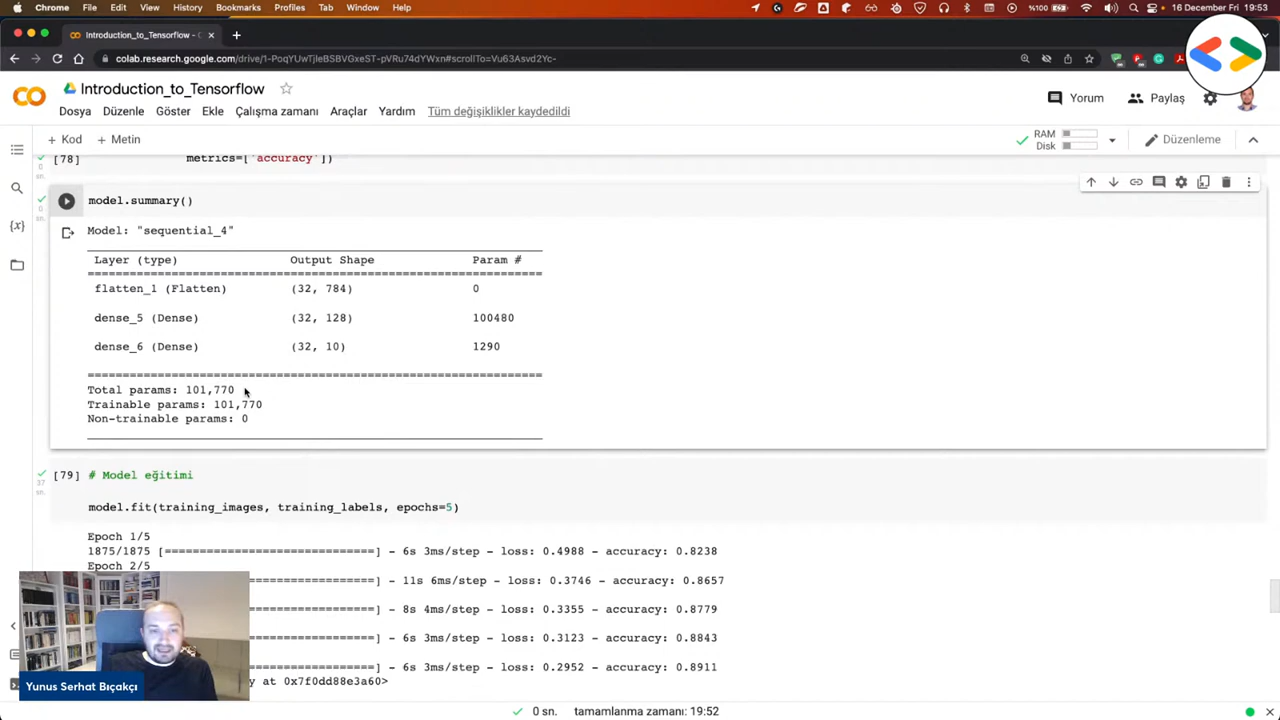 Chrome File Edit View History Bookmarks Profiles Tab Window Help
%100
16 December Fri 19:53
Introduction_to_Tensorflow - C
colab.research.google.com/drive/1-PoqYUwTjleBSBVGxeST-pVRu74dYWxn#scrollTo=Vu63Asvd2Yc-
Introduction_to_Tensorflow
Dosya Düzenle Göster Ekle Çalışma zamanı Araçlar Yardım Tüm değişiklikler kaydedildi
Yorum Paylaş
+ Kod + Metin
RAM
Disk
Düzenleme
[78] metrics=['accuracy'])
0
sn.
model.summary()
0
sn.
Model: "sequential_4"
Layer (type) Output Shape Param #
flatten_1 (Flatten) (32, 784) 0
dense_5 (Dense) (32, 128) 100480
dense_6 (Dense) (32, 10) 1290
Total params: 101,770
Trainable params: 101,770
Non-trainable params: 0
[79] # Model eğitimi
37
sn.
model.fit(training_images, training_labels, epochs=5)
Epoch 1/5
1875/1875 [==============================] - 6s 3ms/step - loss: 0.4988 - accuracy: 0.8238
Epoch 2/5
====================] - 11s 6ms/step - loss: 0.3746 - accuracy: 0.8657
====================] - 8s 4ms/step - loss: 0.3355 - accuracy: 0.8779
====================] - 6s 3ms/step - loss: 0.3123 - accuracy: 0.8843
====================] - 6s 3ms/step - loss: 0.2952 - accuracy: 0.8911
y at 0x7f0dd88e3a60>
Yunus Serhat Bıçakçı
0 sn. tamamlanma zamanı: 19:52